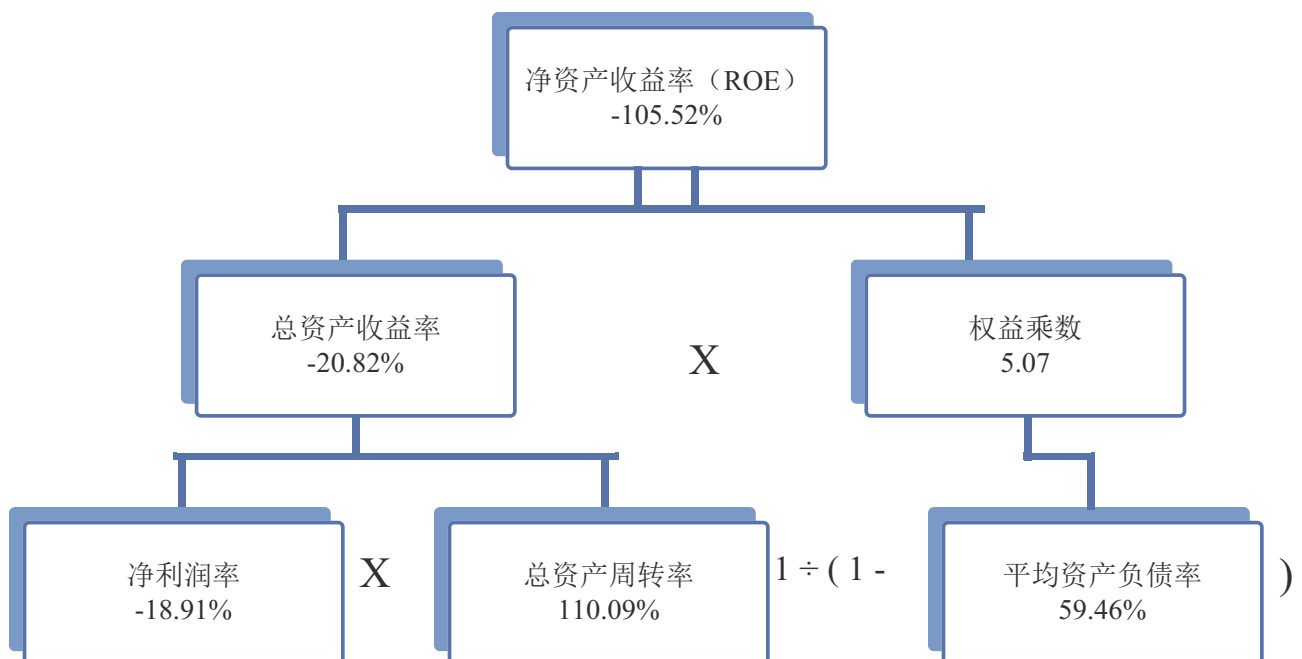 净资产收益率（ROE）
-105.52%
总资产收益率
-20.82%
X
权益乘数
5.07
净利润率
-18.91%
X
总资产周转率
110.09%
1 ÷ ( 1 -
平均资产负债率
59.46%
)